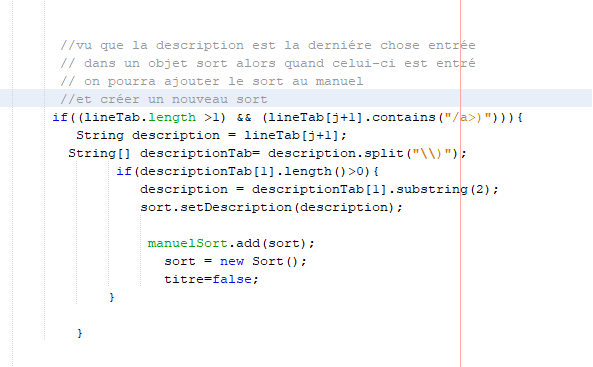 //vu que la description est la derniére chose entrée
// dans un objet sort alors quand celui-ci est entré
// on pourra ajouter le sort au manuel
//et créer un nouveau sort
if((lineTab.length >1) && (lineTab[j+1].contains("/a>)"))){
String description = lineTab[j+1];
String[] descriptionTab= description.split("\\)");
if(descriptionTab[1].length()>0){
description = descriptionTab[1].substring(2);
sort.setDescription(description);
manuelSort.add(sort);
sort = new Sort();
titre=false;
}
}